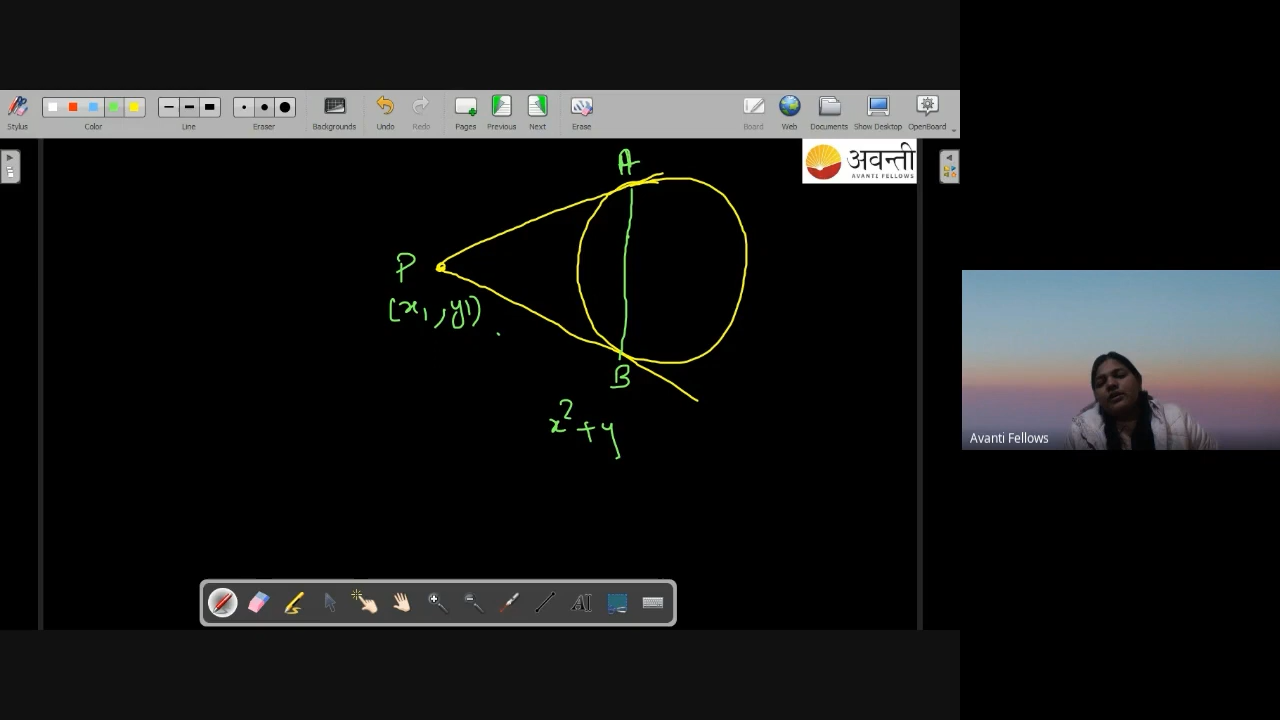 Stylus
Color
Line
Eraser
Backgrounds
Undo
Redo
Pages
Previous
Next
Erase
Board
Web
Documents
Show Desktop
OpenBoard
अवन्ती
AVANTI FELLOWS
A
P
(x₁, y1)
B
x² + y
AI
Avanti Fellows